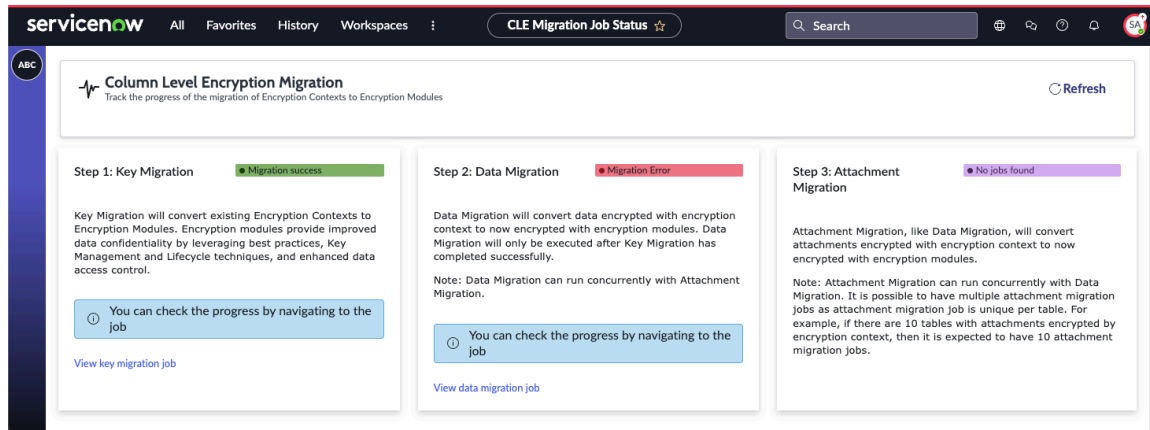 servicenow All Favorites History Workspaces CLE Migration Job Status Search SA
ABC
Column Level Encryption Migration
Track the progress of the migration of Encryption Contexts to Encryption Modules
Refresh
Step 1: Key Migration
Migration success
Key Migration will convert existing Encryption Contexts to
Encryption Modules. Encryption modules provide improved
data confidentiality by leveraging best practices, Key
Management and Lifecycle techniques, and enhanced data
access control.
You can check the progress by navigating to the
job
View key migration job
Step 2: Data Migration
Migration Error
Data Migration will convert data encrypted with encryption
context to now encrypted with encryption modules. Data
Migration will only be executed after Key Migration has
completed successfully.
Note: Data Migration can run concurrently with Attachment
Migration.
You can check the progress by navigating to the
job
View data migration job
Step 3: Attachment
Migration
No jobs found
Attachment Migration, like Data Migration, will convert
attachments encrypted with encryption context to now
encrypted with encryption modules.
Note: Attachment Migration can run concurrently with Data
Migration. It is possible to have multiple attachment migration
jobs as attachment migration job is unique per table. For
example, if there are 10 tables with attachments encrypted by
encryption context, then it is expected to have 10 attachment
migration jobs.